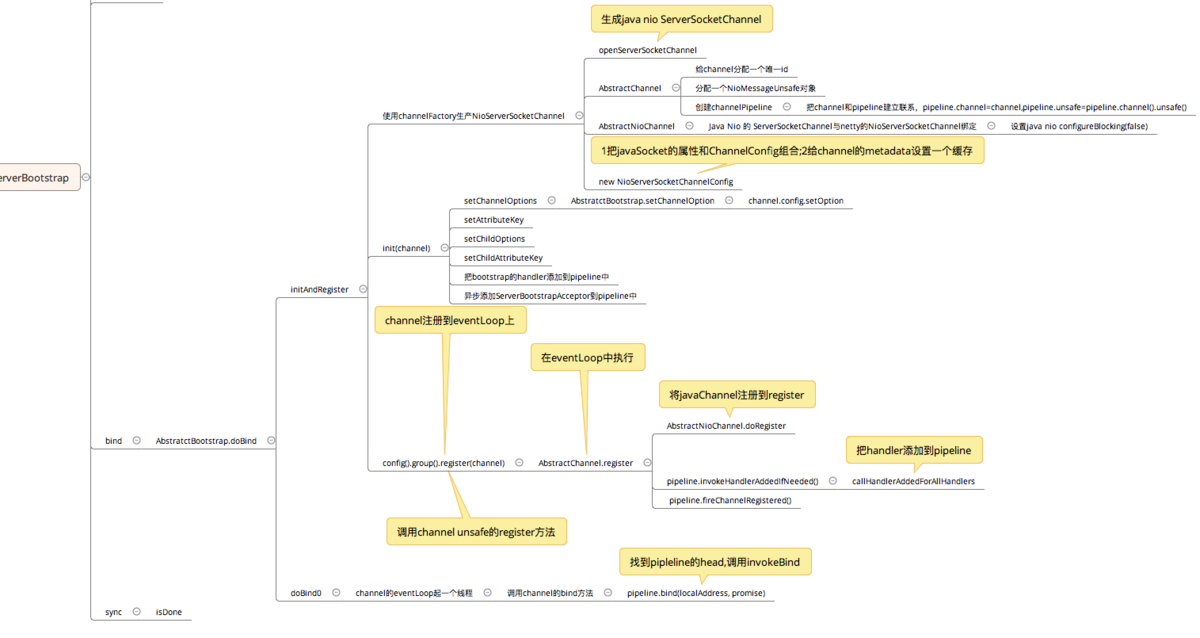 生成java nio ServerSocketChannel
openServerSocketChannel
给channel分配一个唯一id
AbstractChannel
分配一个NioMessageUnsafe对象
创建channelPipeline
把channel和pipeline建立联系。pipeline.channel=channel,pipeline.unsafe=pipeline.channel().unsafe()
使用channelFactory生产NioServerSocketChannel
AbstractNioChannel
Java Nio 的 ServerSocketChannel与netty的NioServerSocketChannel绑定
设置java nio configureBlocking(false)
1把javaSocket的属性和ChannelConfig组合;2给channel的metadata设置一个缓存
new NioServerSocketChannelConfig
erverBootstrap
setChannelOptions
AbstratctBootstrap.setChannelOption
channel.config.setOption
setAttributeKey
setChildOptions
init(channel)
setChildAttributeKey
把bootstrap的handler添加到pipeline中
异步添加ServerBootstrapAcceptor到pipeline中
initAndRegister
channel注册到eventLoop上
在eventLoop中执行
将javaChannel注册到register
AbstractNioChannel.doRegister
bind
AbstratctBootstrap.doBind
把handler添加到pipeline
config().group().register(channel)
AbstractChannel.register
pipeline.invokeHandlerAddedIfNeeded()
callHandlerAddedForAllHandlers
pipeline.fireChannelRegistered()
调用channel unsafe的register方法
找到pipleline的head,调用invokeBind
doBind0
channel的eventLoop起一个线程
调用channel的bind方法
pipeline.bind(localAddress, promise)
sync
isDone